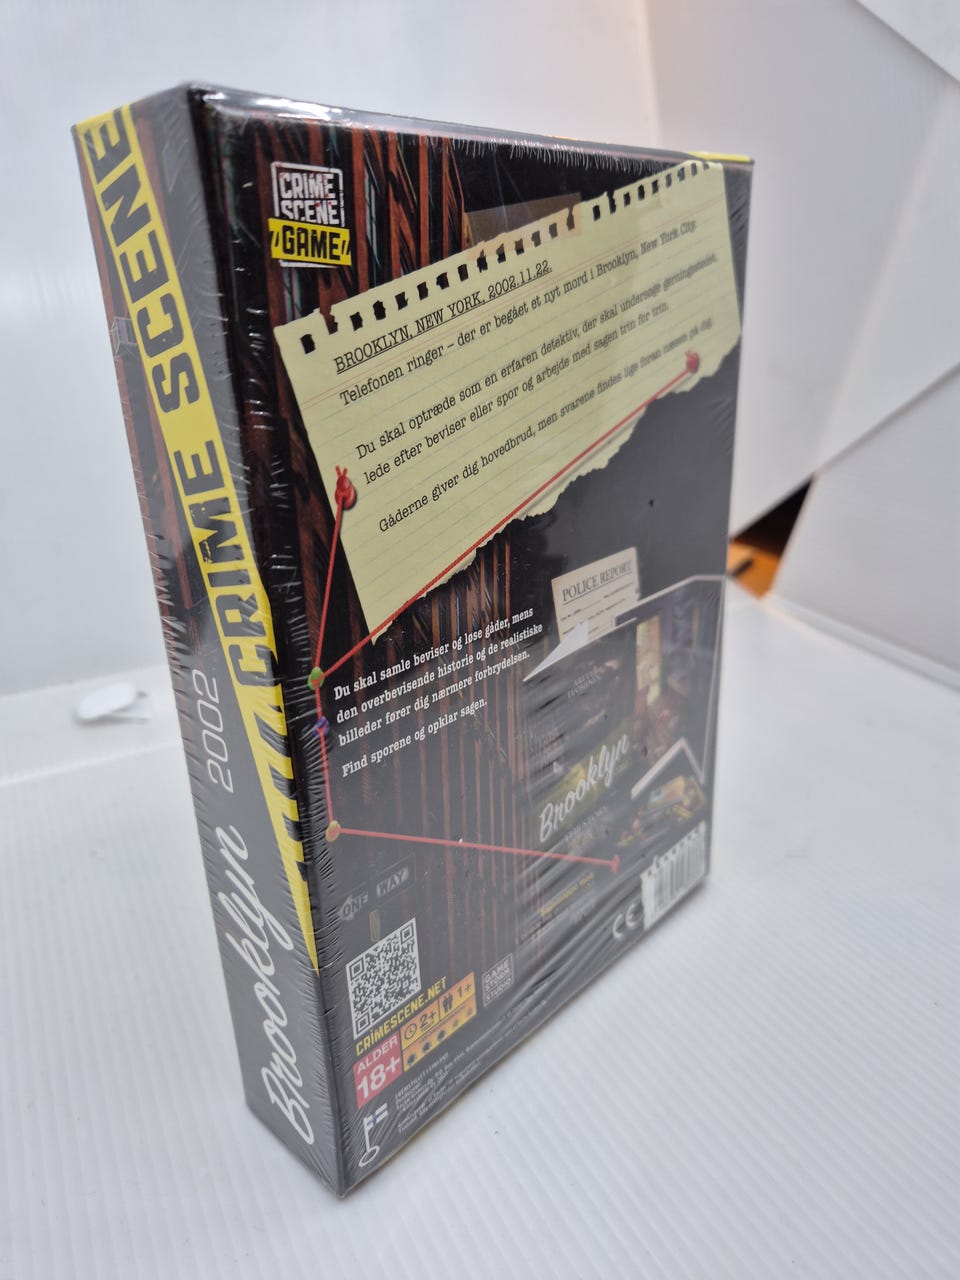 CRIME SCENE
Brooklyn 2002
CRIME
SCENE
"GAME"
BROOKLYN, NEW YORK, 2002.11.22.
Telefonen ringer – der er begået et nyt mord i Brooklyn, New York City.
Du skal optræde som en erfaren detektiv, der skal undersøge gerningsstedet,
lede efter beviser eller spor og arbejde med sagen trin for trin.
Gåderne giver dig hovedbrud, men svarene findes lige foran næsen på dig.
POLICE REPORT
Du skal samle beviser og løse gåder, mens
den overbevisende historie og de realistiske
billeder fører dig nærmere forbrydelsen.
Find sporene og opklar sagen.
Brooklyn
ONE WAY
CE
CRIMESCENE.NET
GAME
STORM
STUDIO
ALDER
18+
2+
1+